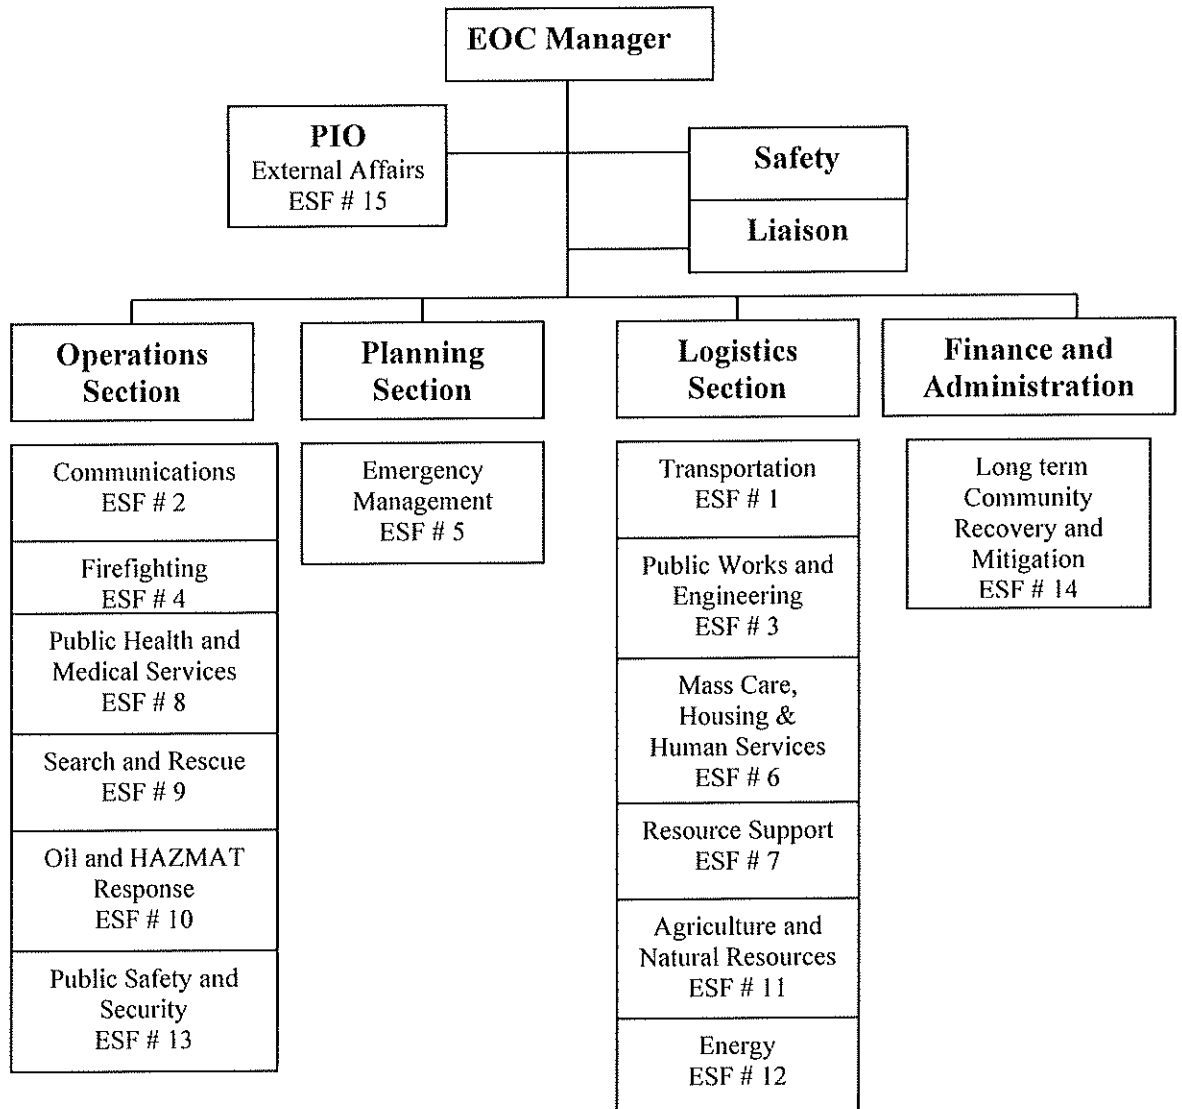 EOC Manager
PIO
External Affairs
ESF # 15
Safety
Liaison
Operations
Section
Planning
Section
Logistics
Section
Finance and
Administration
Communications
ESF # 2
Firefighting
ESF # 4
Public Health and
Medical Services
ESF # 8
Search and Rescue
ESF # 9
Oil and HAZMAT
Response
ESF # 10
Public Safety and
Security
ESF # 13
Emergency
Management
ESF # 5
Transportation
ESF # 1
Public Works and
Engineering
ESF # 3
Mass Care,
Housing &
Human Services
ESF # 6
Resource Support
ESF # 7
Agriculture and
Natural Resources
ESF # 11
Energy
ESF # 12
Long term
Community
Recovery and
Mitigation
ESF # 14